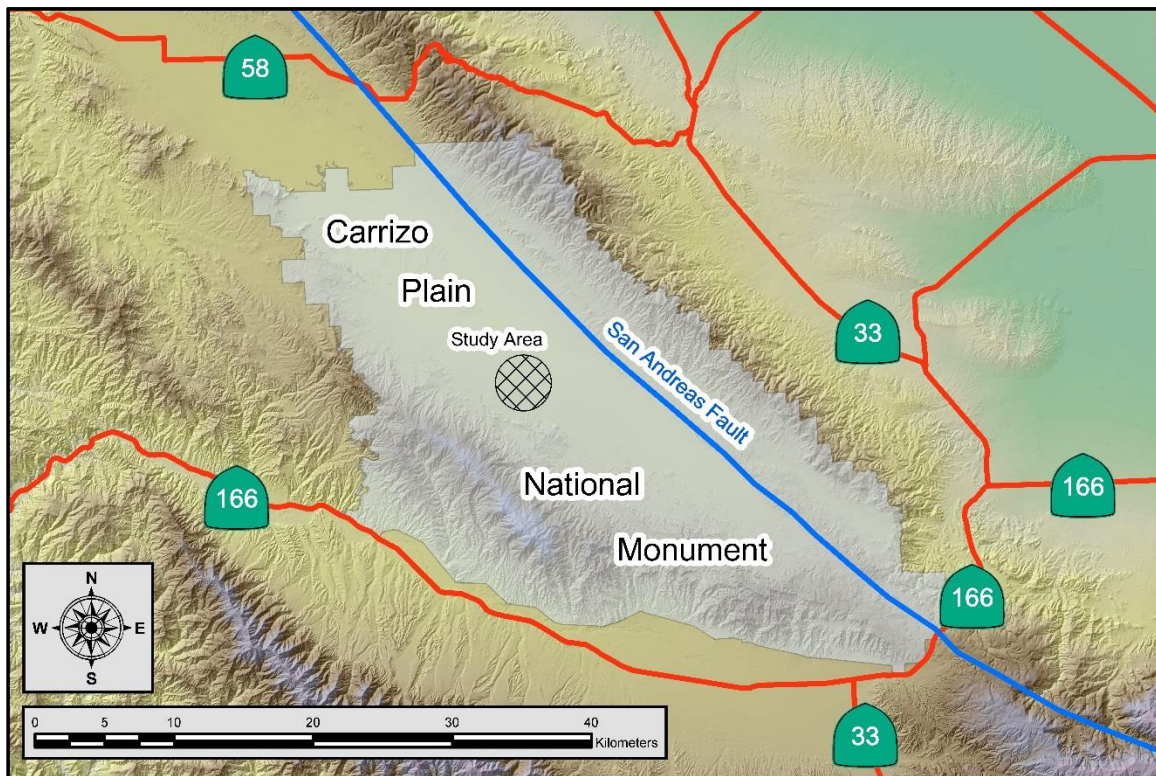 58
Carrizo
Plain
Study Area
San Andreas Fault
33
National
166
166
Monument
N
W E
S
166
0 5 10 20 30 40
Kilometers
33